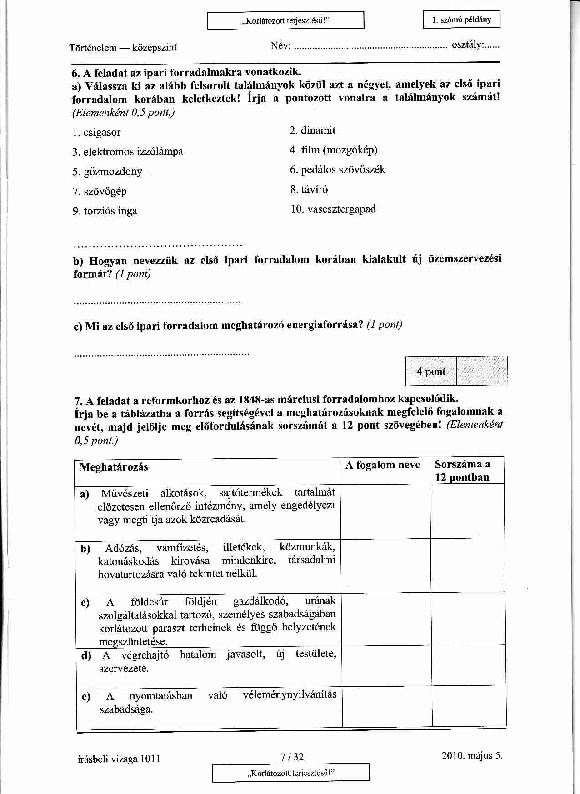 „Korlátozott terjesztésű!”
1. számú példány
Történelem — középszint
Név: ........................................................ osztály:......
6. A feladat az ipari forradalmakra vonatkozik.
a) Válassza ki az alább felsorolt találmányok közül azt a négyet, amelyek az első ipari
forradalom korában keletkeztek! Írja a pontozott vonalra a találmányok számát!
(Elemenként 0,5 pont.)
1. csigasor
2. dinamit
3. elektromos izzólámpa
4. film (mozgókép)
5. gőzmozdony
6. pedálos szövőszék
7. szövőgép
8. távíró
9. torziós inga
10. vasesztergapad
................................................
b) Hogyan nevezzük az első ipari forradalom korában kialakult új üzemszervezési
formát? (1 pont)
................................................
c) Mi az első ipari forradalom meghatározó energiaforrása? (1 pont)
..................................................
4 pont
7. A feladat a reformkorhoz és az 1848-as márciusi forradalomhoz kapcsolódik.
Írja be a táblázatba a forrás segítségével a meghatározásoknak megfelelő fogalomnak a
nevét, majd jelölje meg előfordulásának sorszámát a 12 pont szövegében! (Elemenként
0,5 pont.)
Meghatározás
A fogalom neve
Sorszáma a
12 pontban
a) Művészeti alkotások, sajtótermékek tartalmát
előzetesen ellenőrző intézmény, amely engedélyezi
vagy megtiltja azok közreadását.
b) Adózás, vámfizetés, illetékek, közmunkák,
katonáskodás kirovása mindenkire, társadalmi
hovatartozásra való tekintet nélkül.
c) A földesúr földjén gazdálkodó, urának
szolgáltatásokkal tartozó, személyes szabadságában
korlátozott paraszt terheinek és függő helyzetének
megszüntetése.
d) A végrehajtó hatalom javasolt, új testülete,
szervezete.
e) A nyomtatásban való véleménynyilvánítás
szabadsága.
írásbeli vizsga 1011
7 / 32
2010. május 5.
„Korlátozott terjesztésű!”